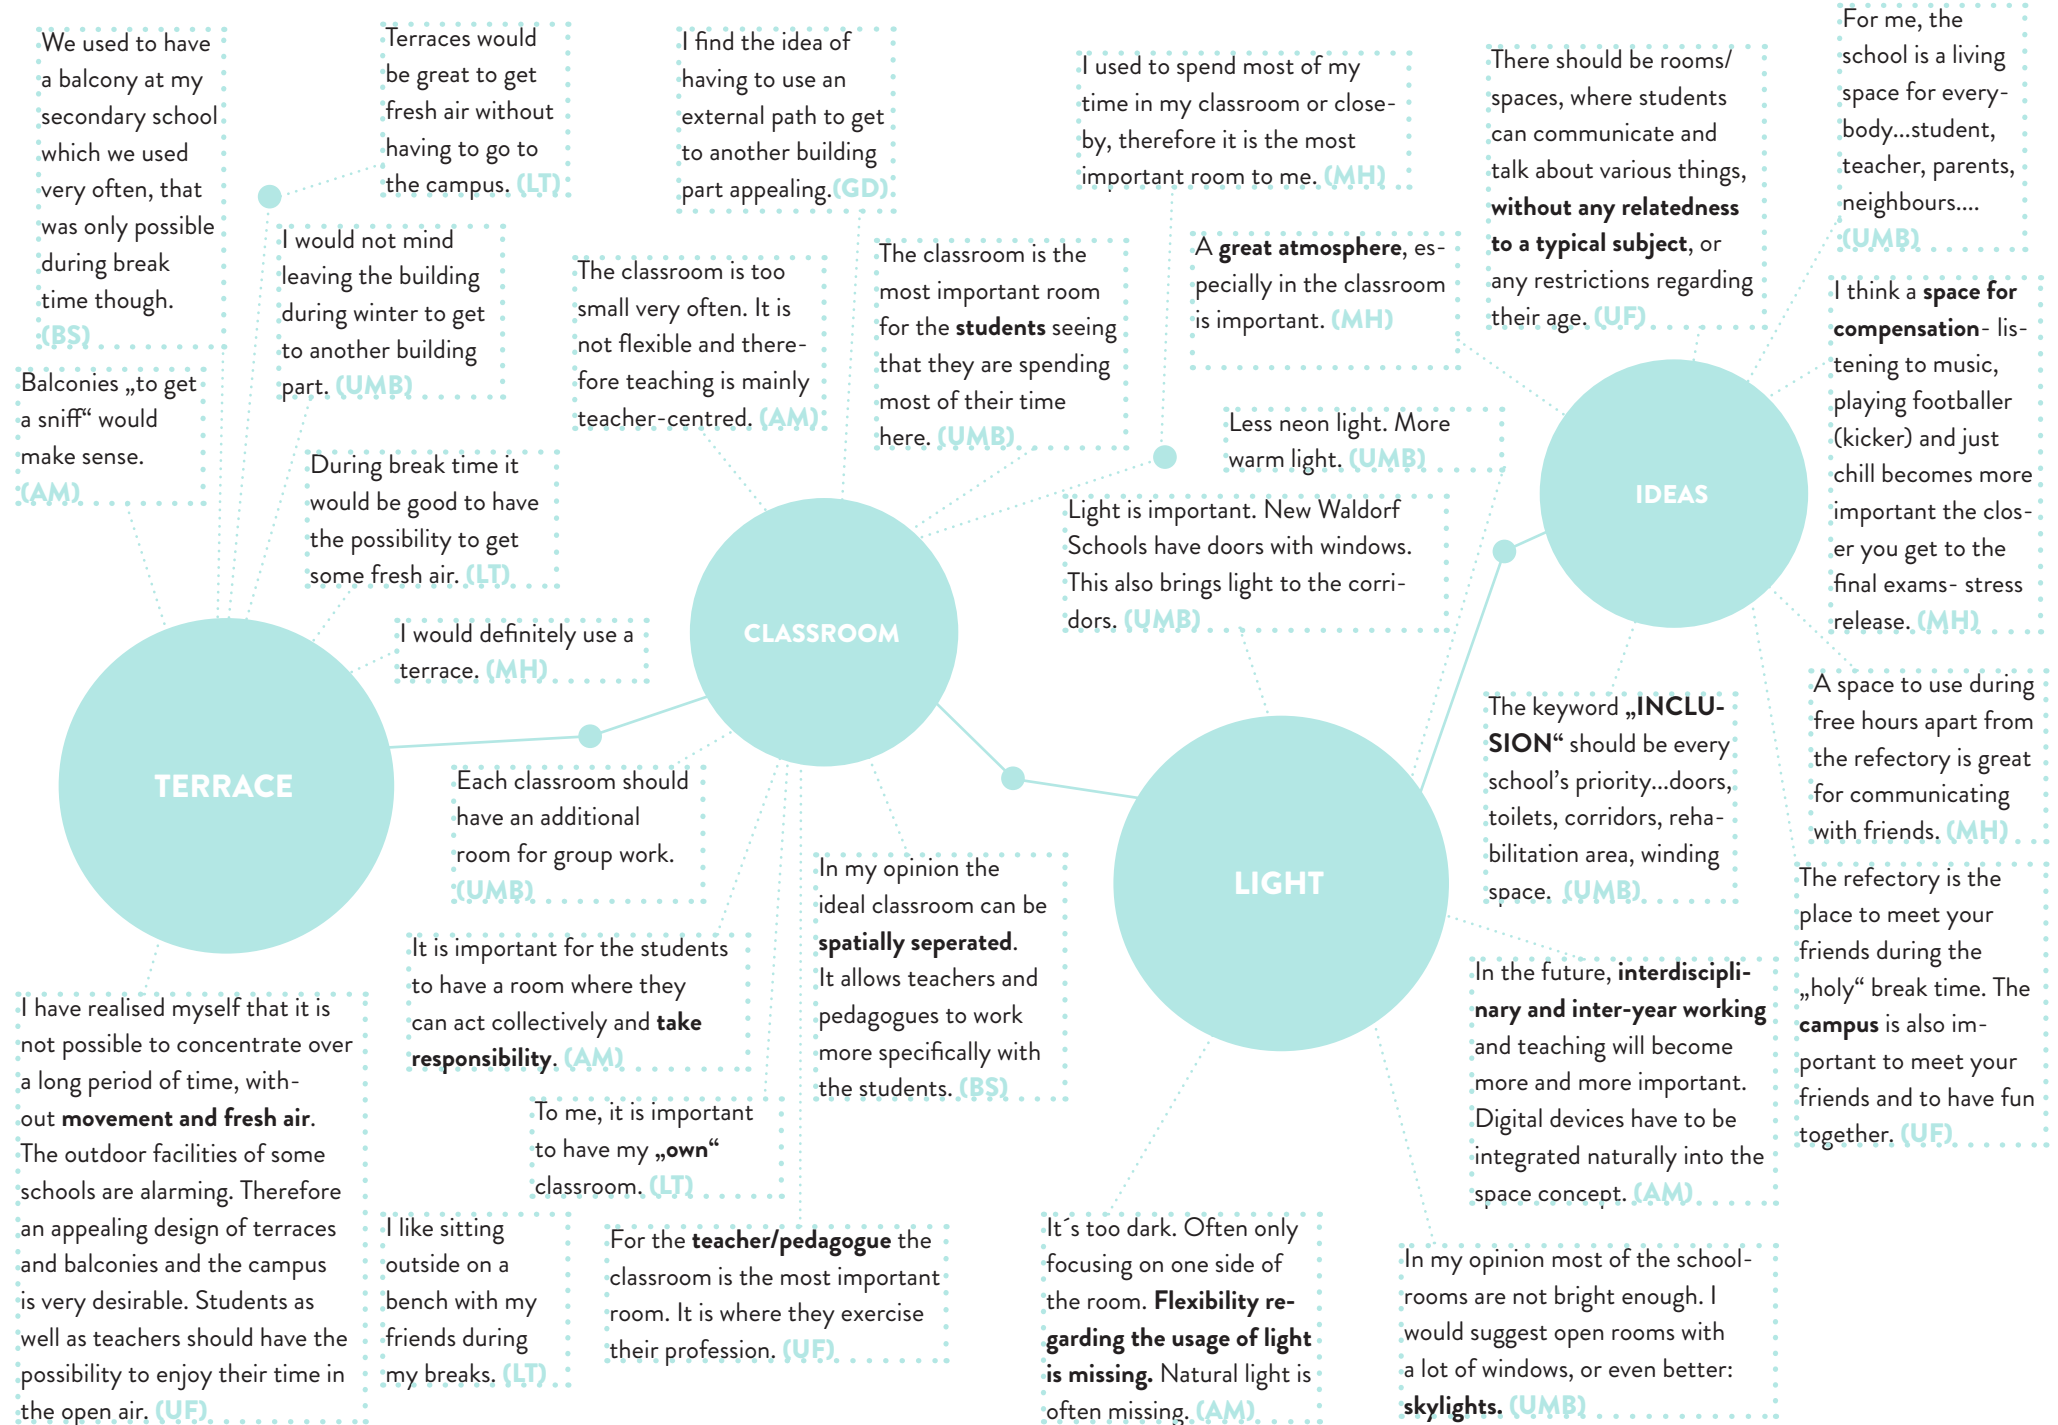 We used to have
a balcony at my
secondary school
which we used
very often, that
was only possible
during break
time though.
(BS)
Terraces would
be great to get
fresh air without
having to go to
the campus. (LT)
I find the idea of
having to use an
external path to get
to another building
part appealing.(GD)
I used to spend most of my
time in my classroom or close-
by, therefore it is the most
important room to me. (MH)
There should be rooms/
spaces, where students
can communicate and
talk about various things,
without any relatedness
to a typical subject, or
any restrictions regarding
their age. (UF)
For me, the
school is a living
space for every-
body...student,
teacher, parents,
neighbours....
(UMB)
I would not mind
leaving the building
during winter to get
to another building
part. (UMB)
The classroom is too
small very often. It is
not flexible and there-
fore teaching is mainly
teacher-centred. (AM)
The classroom is the
most important room
for the students seeing
that they are spending
most of their time
here. (UMB)
A great atmosphere, es-
pecially in the classroom
is important. (MH)
I think a space for
compensation- lis-
tening to music,
playing footballer
(kicker) and just
chill becomes more
important the clos-
er you get to the
final exams- stress
release. (MH)
Balconies „to get
a sniff“ would
make sense.
(AM)
During break time it
would be good to have
the possibility to get
some fresh air. (LT)
Less neon light. More
warm light. (UMB)
Light is important. New Waldorf
Schools have doors with windows.
This also brings light to the corri-
dors. (UMB)
IDEAS
I would definitely use a
terrace. (MH)
CLASSROOM
TERRACE
Each classroom should
have an additional
room for group work.
(UMB)
LIGHT
The keyword „INCLU-
SION“ should be every
school's priority...doors,
toilets, corridors, reha-
bilitation area, winding
space. (UMB)
A space to use during
free hours apart from
the refectory is great
for communicating
with friends. (MH)
The refectory is the
place to meet your
friends during the
„holy“ break time. The
campus is also im-
portant to meet your
friends and to have fun
together. (UF)
It is important for the students
to have a room where they
can act collectively and take
responsibility. (AM)
In my opinion the
ideal classroom can be
spatially seperated.
It allows teachers and
pedagogues to work
more specifically with
the students. (BS)
In the future, interdiscipli-
nary and inter-year working
and teaching will become
more and more important.
Digital devices have to be
integrated naturally into the
space concept. (AM)
I have realised myself that it is
not possible to concentrate over
a long period of time, with-
out movement and fresh air.
The outdoor facilities of some
schools are alarming. Therefore
an appealing design of terraces
and balconies and the campus
is very desirable. Students as
well as teachers should have the
possibility to enjoy their time in
the open air. (UF)
To me, it is important
to have my „own“
classroom. (LT)
I like sitting
outside on a
bench with my
friends during
my breaks. (LT)
For the teacher/pedagogue the
classroom is the most important
room. It is where they exercise
their profession. (UF)
It´s too dark. Often only
focusing on one side of
the room. Flexibility re-
garding the usage of light
is missing. Natural light is
often missing. (AM)
In my opinion most of the school-
rooms are not bright enough. I
would suggest open rooms with
a lot of windows, or even better:
skylights. (UMB)